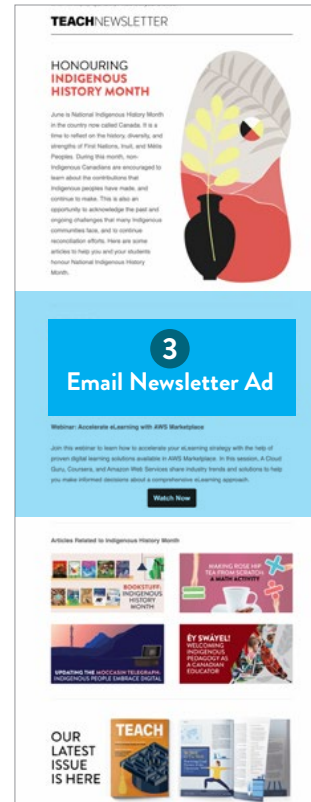 TEACHNEWSLETTER
HONOURING
INDIGENOUS
HISTORY MONTH
June is National Indigenous History Month
in the country now called Canada. It is a
time to reflect on the history, diversity, and
strengths of First Nations, Inuit, and Métis
Peoples. During this month, non-
Indigenous Canadians are encouraged to
learn about the contributions that
Indigenous peoples have made, and
continue to make. This is also an
opportunity to acknowledge the past and
ongoing challenges that many Indigenous
communities face, and to continue
reconciliation efforts. Here are some
articles to help you and your students
honour National Indigenous History
Month.
3
Email Newsletter Ad
Webinar: Accelerate eLearning with AWS Marketplace
Join this webinar to learn how to accelerate your eLearning strategy with the help of
proven digital learning solutions available in AWS Marketplace. In this session, A Cloud
Guru, Coursera, and Amazon Web Services share industry trends and solutions to help
you make informed decisions about a comprehensive eLearning approach.
Watch Now
Articles Related to Indigenous History Month
BOOKSTUFF:
INDIGENOUS
HISTORY
MONTH
MAKING ROSE HIP
TEA FROM SCRATCH:
A MATH ACTIVITY
UPDATING THE MOCCASIN TELEGRAPH:
INDIGENOUS PEOPLE EMBRACE DIGITAL
ÉY SWÁYEL!
WELCOMING
INDIGENOUS
PEDAGOGY AS
A CANADIAN
EDUCATOR
OUR
LATEST
ISSUE
IS HERE
TEACH